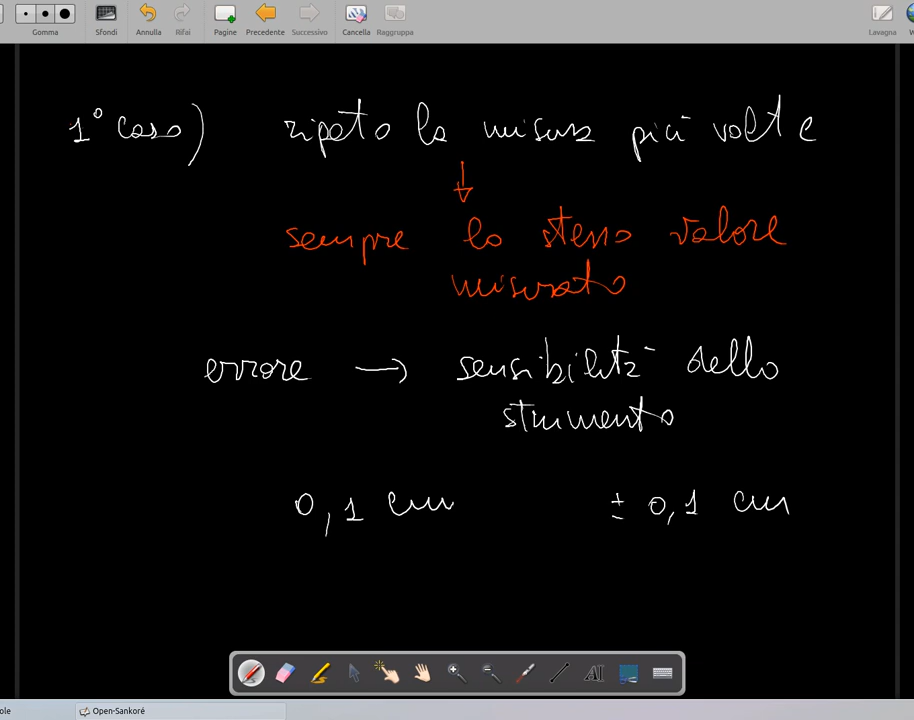 Gomma Sfondi Annulla Rifai Pagine Precedente Successivo Cancella Raggruppa Lavagna
1° caso) ripeto la misura più volte
sempre lo stesso valore
misurato
errore → sensibilità dello
strumento
0,1 cm ± 0,1 cm
Open-Sankoré